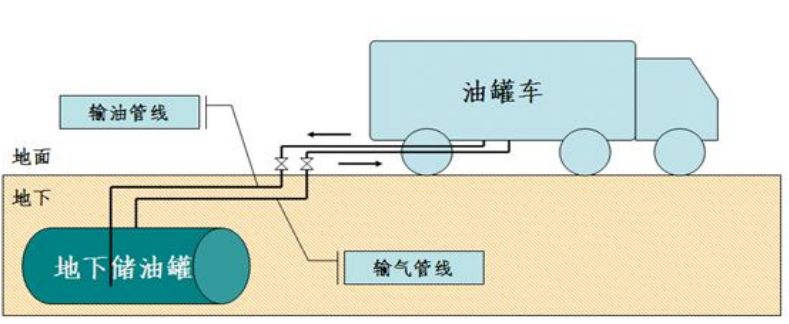 油罐车
输油管线
地面
地下
地下储油罐
输气管线